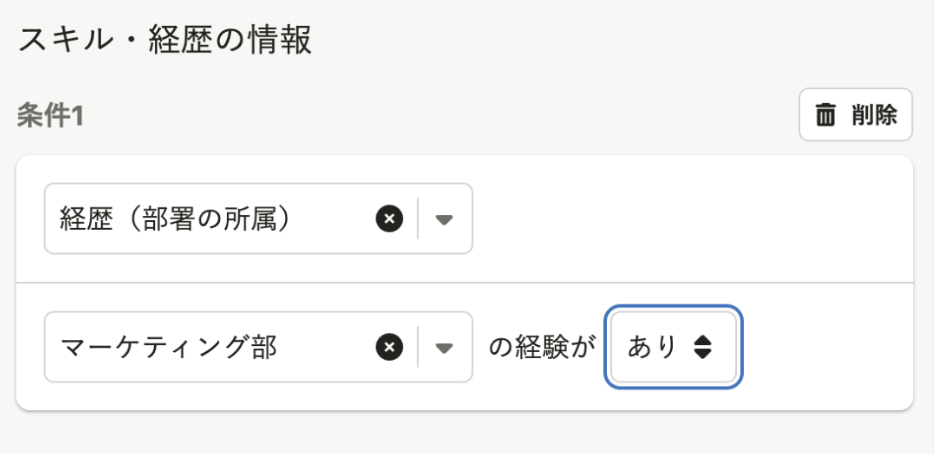 スキル・経歴の情報
条件1
削除
経歴（部署の所属）
マーケティング部 の経験が あり